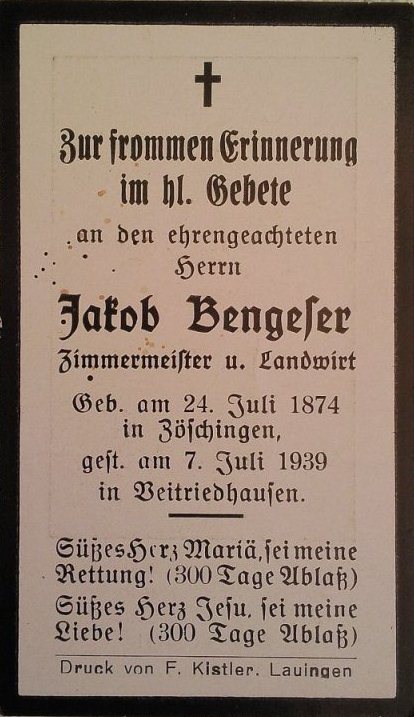 Zur frommen Erinnerung
im hl. Gebete
an den ehrengeachteten
Herrn
Jakob Bengeser
Zimmermeister u. Landwirt
Geb. am 24. Juli 1874
in Zöschingen,
gest. am 7. Juli 1939
in Veitriedhausen.
Süßes Herz Mariä, sei meine
Rettung! (300 Tage Ablaß)
Süßes Herz Jesu, sei meine
Liebe! (300 Tage Ablaß)
Druck von F. Kistler, Lauingen